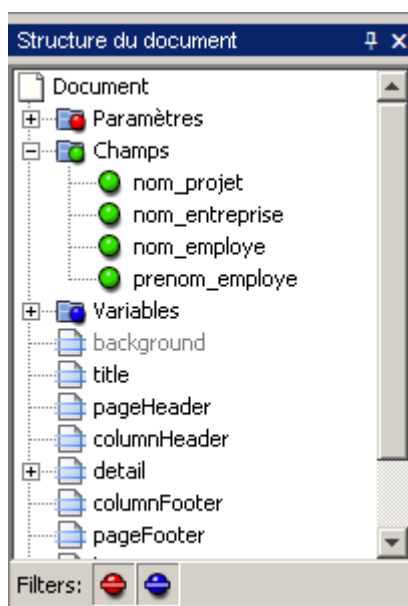 Structure du document
Document
Paramètres
Champs
nom_projet
nom_entreprise
nom_employe
prenom_employe
Variables
background
title
pageHeader
columnHeader
detail
columnFooter
pageFooter
Filters: